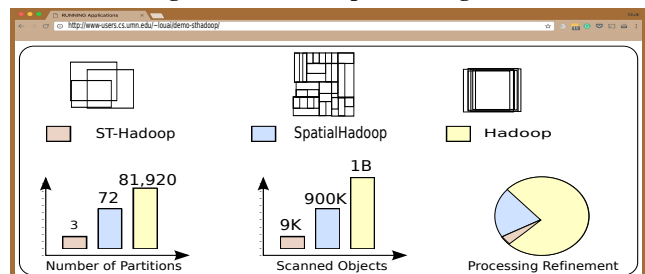 RUNNING Applications
http://www-users.cs.umn.edu/~louai/demo-sthadoop/
ST-Hadoop
SpatialHadoop
Hadoop
3
72
81,920
Number of Partitions
9K
900K
1B
Scanned Objects
Processing Refinement